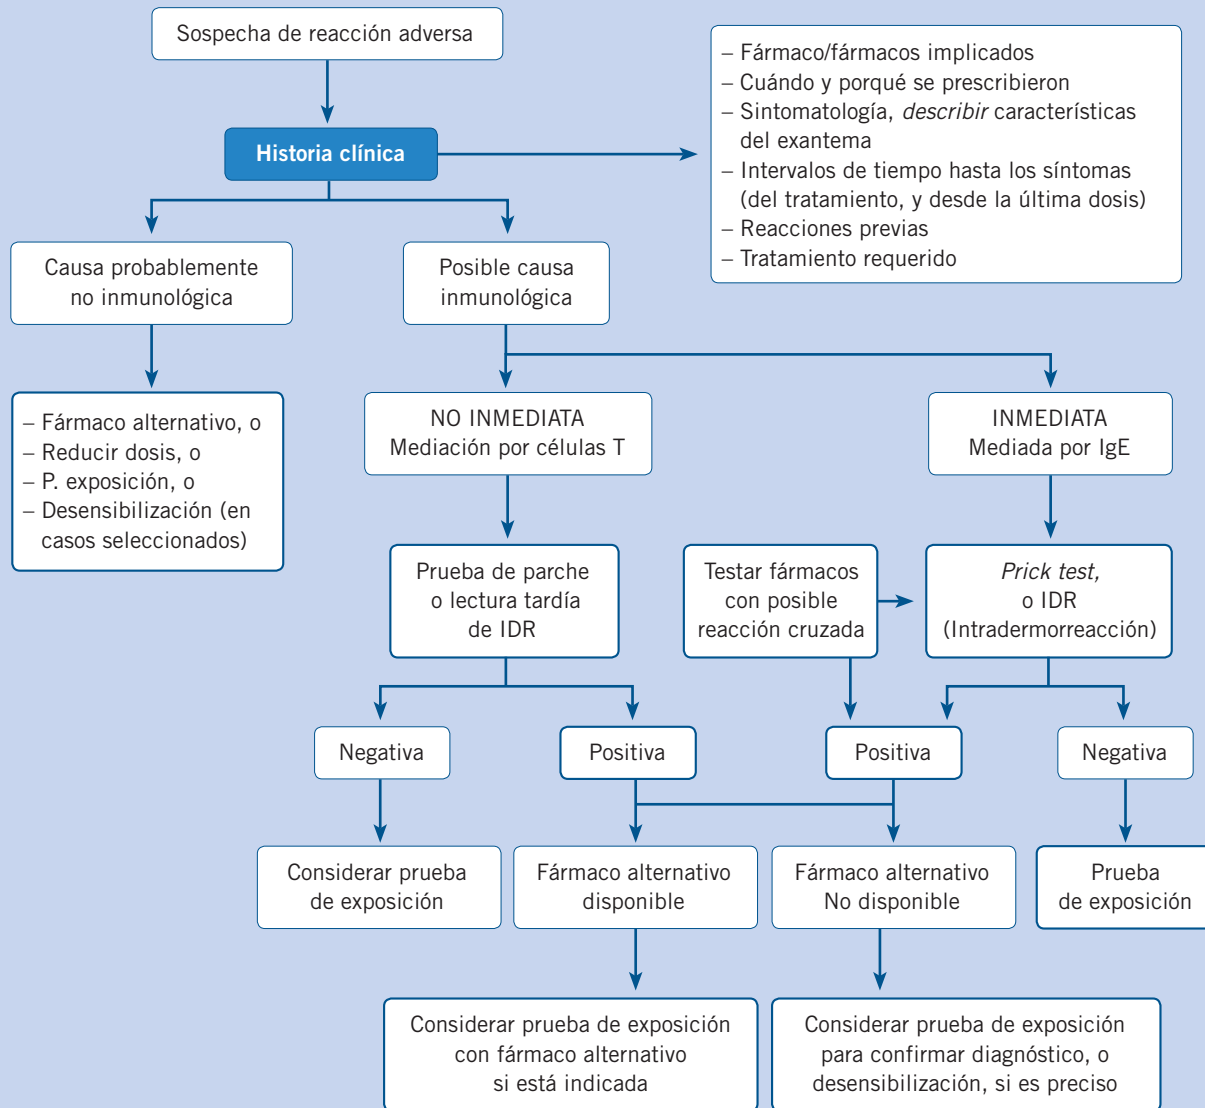 Sospecha de reacción adversa
Historia clínica
– Fármaco/fármacos implicados
– Cuándo y porqué se prescribieron
– Sintomatología, describir características
del exantema
– Intervalos de tiempo hasta los síntomas
(del tratamiento, y desde la última dosis)
– Reacciones previas
– Tratamiento requerido
Causa probablemente
no inmunológica
Posible causa
inmunológica
– Fármaco alternativo, o
– Reducir dosis, o
– P. exposición, o
– Desensibilización (en
casos seleccionados)
NO INMEDIATA
Mediación por células T
INMEDIATA
Mediada por IgE
Prueba de parche
o lectura tardía
de IDR
Testar fármacos
con posible
reacción cruzada
Prick test,
o IDR
(Intradermorreacción)
Negativa
Positiva
Positiva
Negativa
Considerar prueba
de exposición
Fármaco alternativo
disponible
Fármaco alternativo
No disponible
Prueba
de exposición
Considerar prueba de exposición
con fármaco alternativo
si está indicada
Considerar prueba de exposición
para confirmar diagnóstico, o
desensibilización, si es preciso